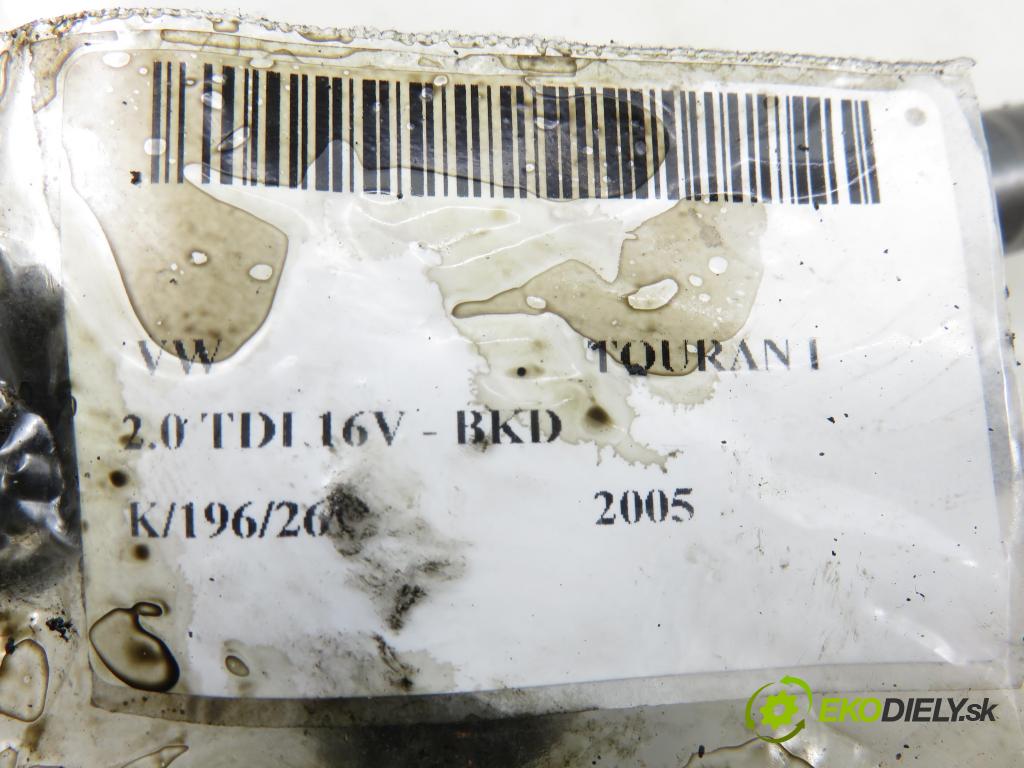 VW TOURAN I
2.0 TDI 16V - BKD
K/196/26 2005
EKODIELY.sk